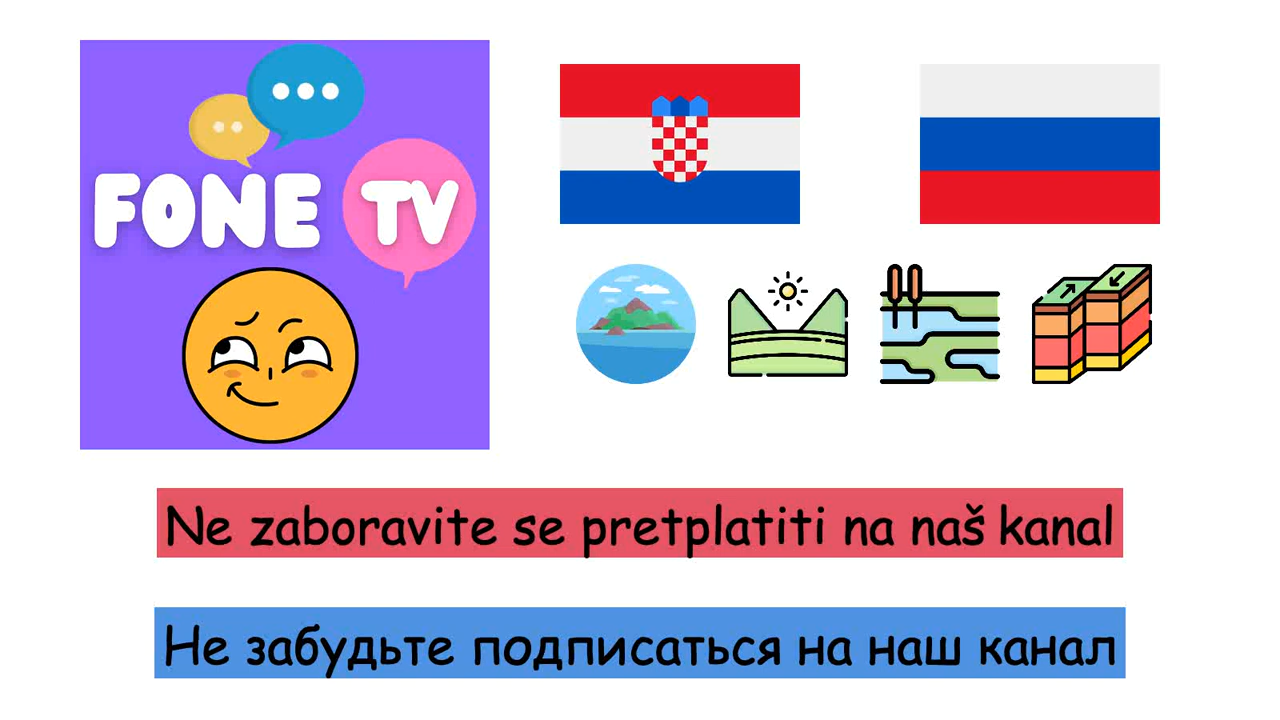 FONE TV
Ne zaboravite se pretplatiti na naš kanal
Не забудьте подписаться на наш канал